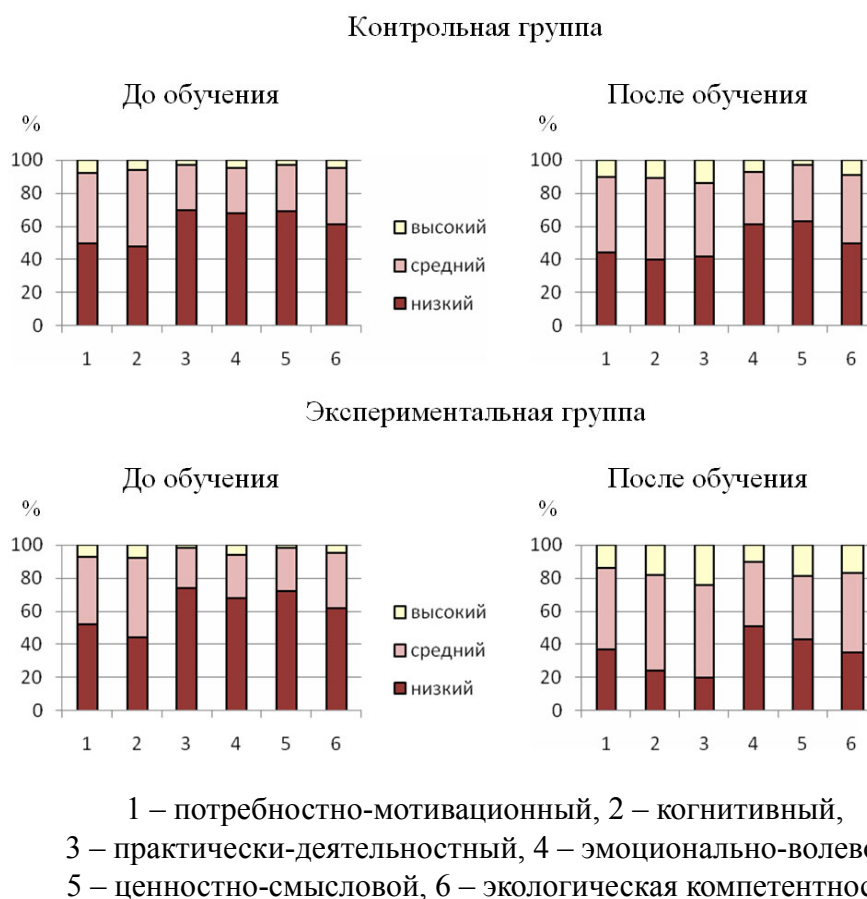 Контрольная группа
До обучения
После обучения
%
%
100
80
60
40
20
0
1 2 3 4 5 6
высокий
средний
низкий
100
80
60
40
20
0
1 2 3 4 5 6
Экспериментальная группа
До обучения
После обучения
%
%
100
80
60
40
20
0
1 2 3 4 5 6
высокий
средний
низкий
100
80
60
40
20
0
1 2 3 4 5 6
1 – потребностно-мотивационный, 2 – когнитивный,
3 – практически-деятельностный, 4 – эмоционально-волево
5 – ценностно-смысловой, 6 – экологическая компетентнос